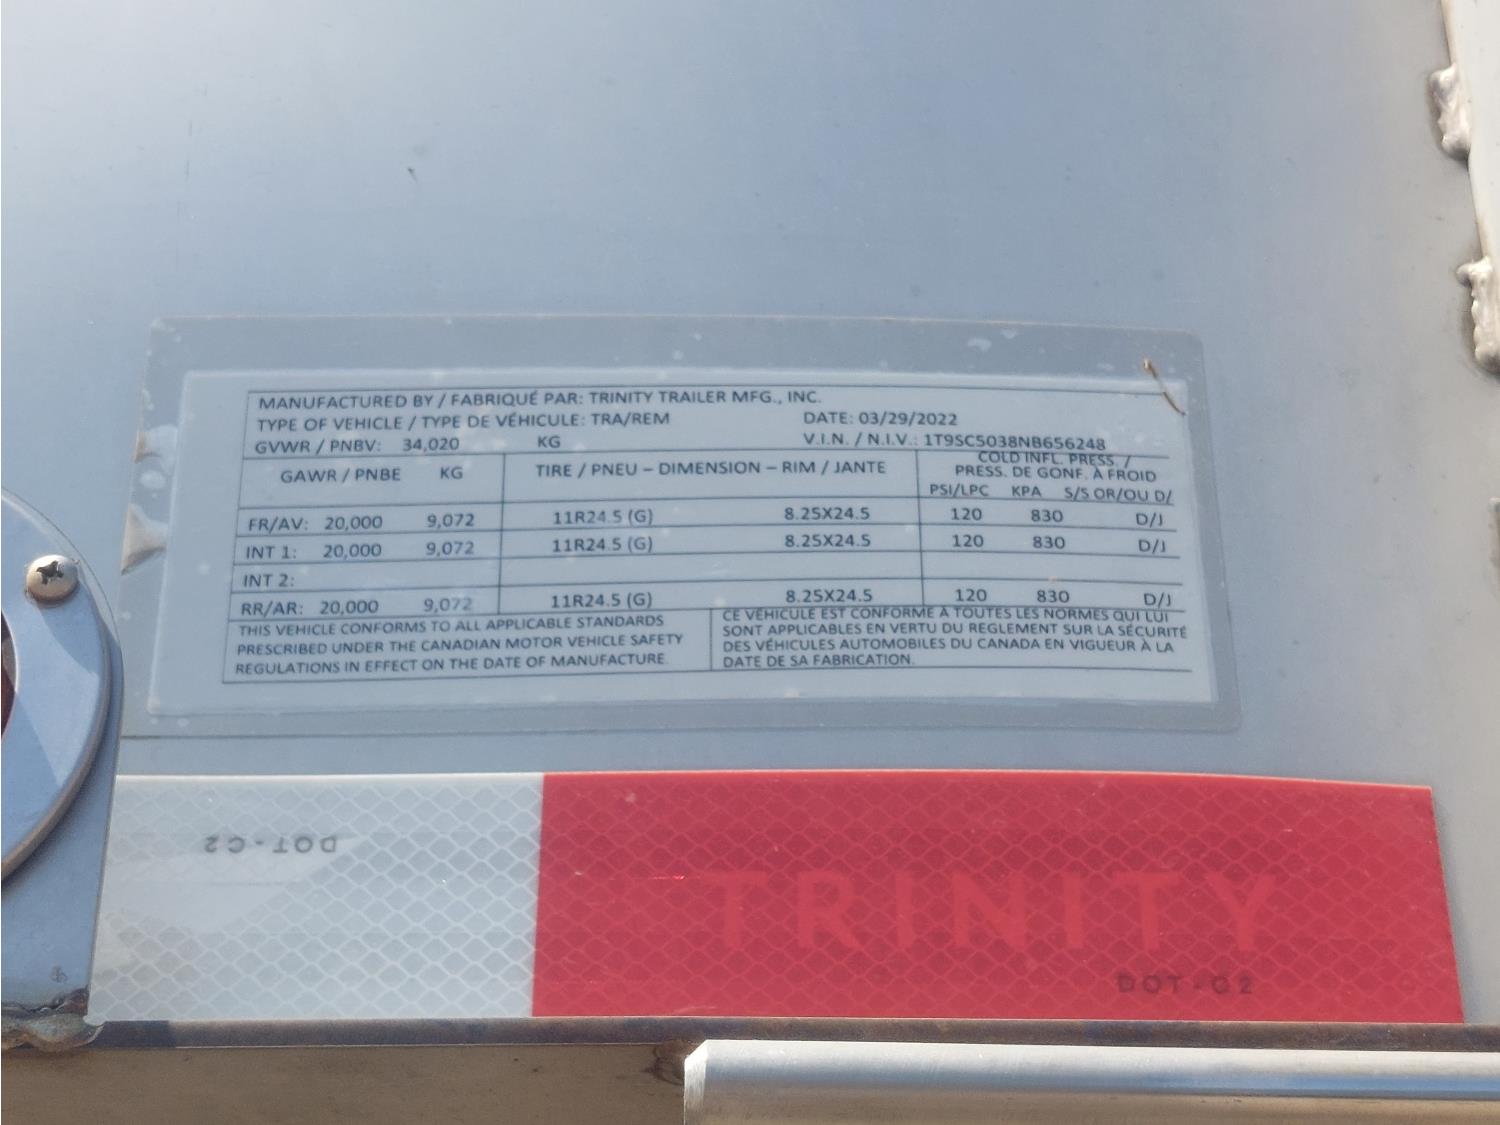 MANUFACTURED BY / FABRIQUÉ PAR: TRINITY TRAILER MFG., INC.
TYPE OF VEHICLE / TYPE DE VÉHICULE: TRA/REM DATE: 03/29/2022
GVWR / PNBV: 34,020 KG V.I.N. / N.I.V.: 1T9SC5038NB656248
GAWR / PNBE KG TIRE / PNEU – DIMENSION – RIM / JANTE COLD INFL. PRESS. /
PRESS. DE GONF. À FROID
PSI/LPC KPA S/S OR/OU D/
FR/AV: 20,000 9,072 11R24.5 (G) 8.25X24.5 120 830 D/J
INT 1: 20,000 9,072 11R24.5 (G) 8.25X24.5 120 830 D/J
INT 2:
RR/AR: 20,000 9,072 11R24.5 (G) 8.25X24.5 120 830 D/J
THIS VEHICLE CONFORMS TO ALL APPLICABLE STANDARDS
PRESCRIBED UNDER THE CANADIAN MOTOR VEHICLE SAFETY
REGULATIONS IN EFFECT ON THE DATE OF MANUFACTURE.
CE VÉHICULE EST CONFORME À TOUTES LES NORMES QUI LUI
SONT APPLICABLES EN VERTU DU REGLEMENT SUR LA SÉCURITÉ
DES VÉHICULES AUTOMOBILES DU CANADA EN VIGUEUR À LA
DATE DE SA FABRICATION.
DOT-C2
TRINITY
DOT-C2